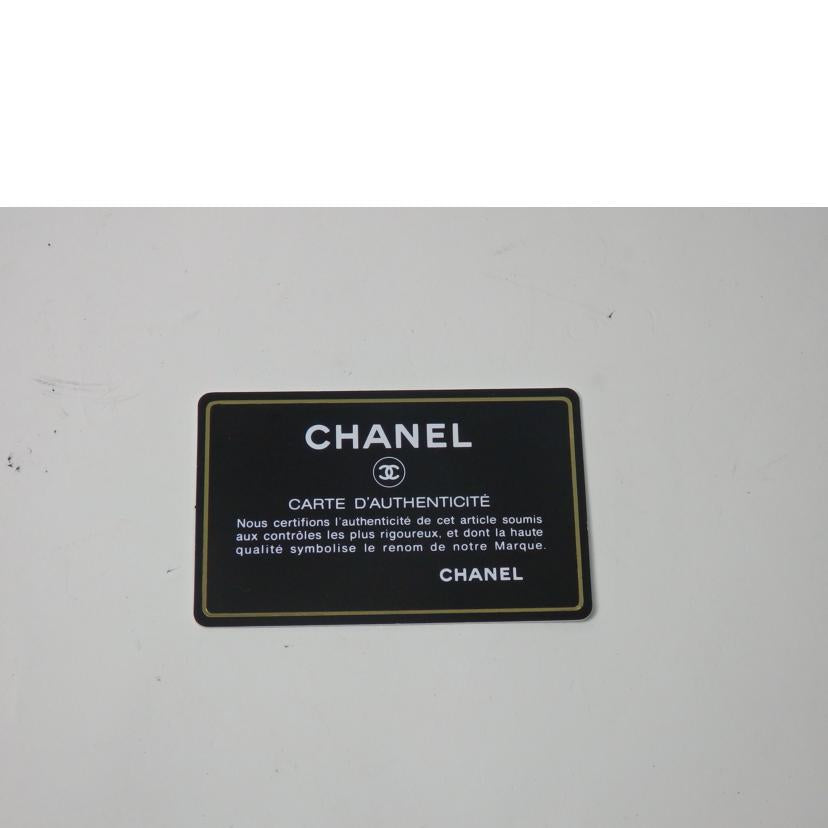 CHANEL
CARTE D'AUTHENTICITÉ
Nous certifions l'authenticité de cet article soumis
aux contrôles les plus rigoureux, et dont la haute
qualité symbolise le renom de notre Marque.
CHANEL